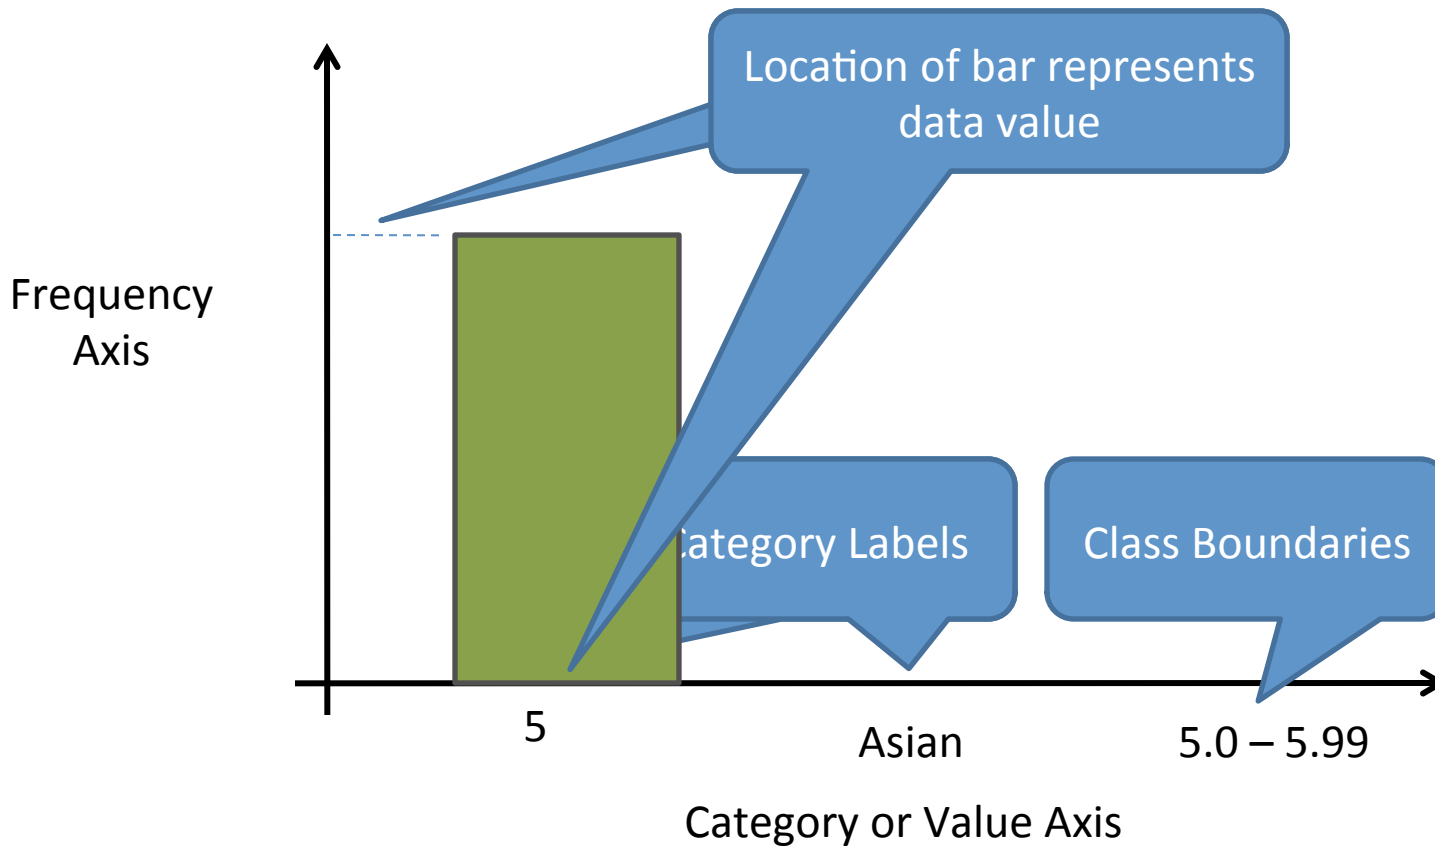 Location of bar represents
data value
Frequency
Axis
ategory Labels
Class Boundaries
5
Asian
5.0 – 5.99
Category or Value Axis